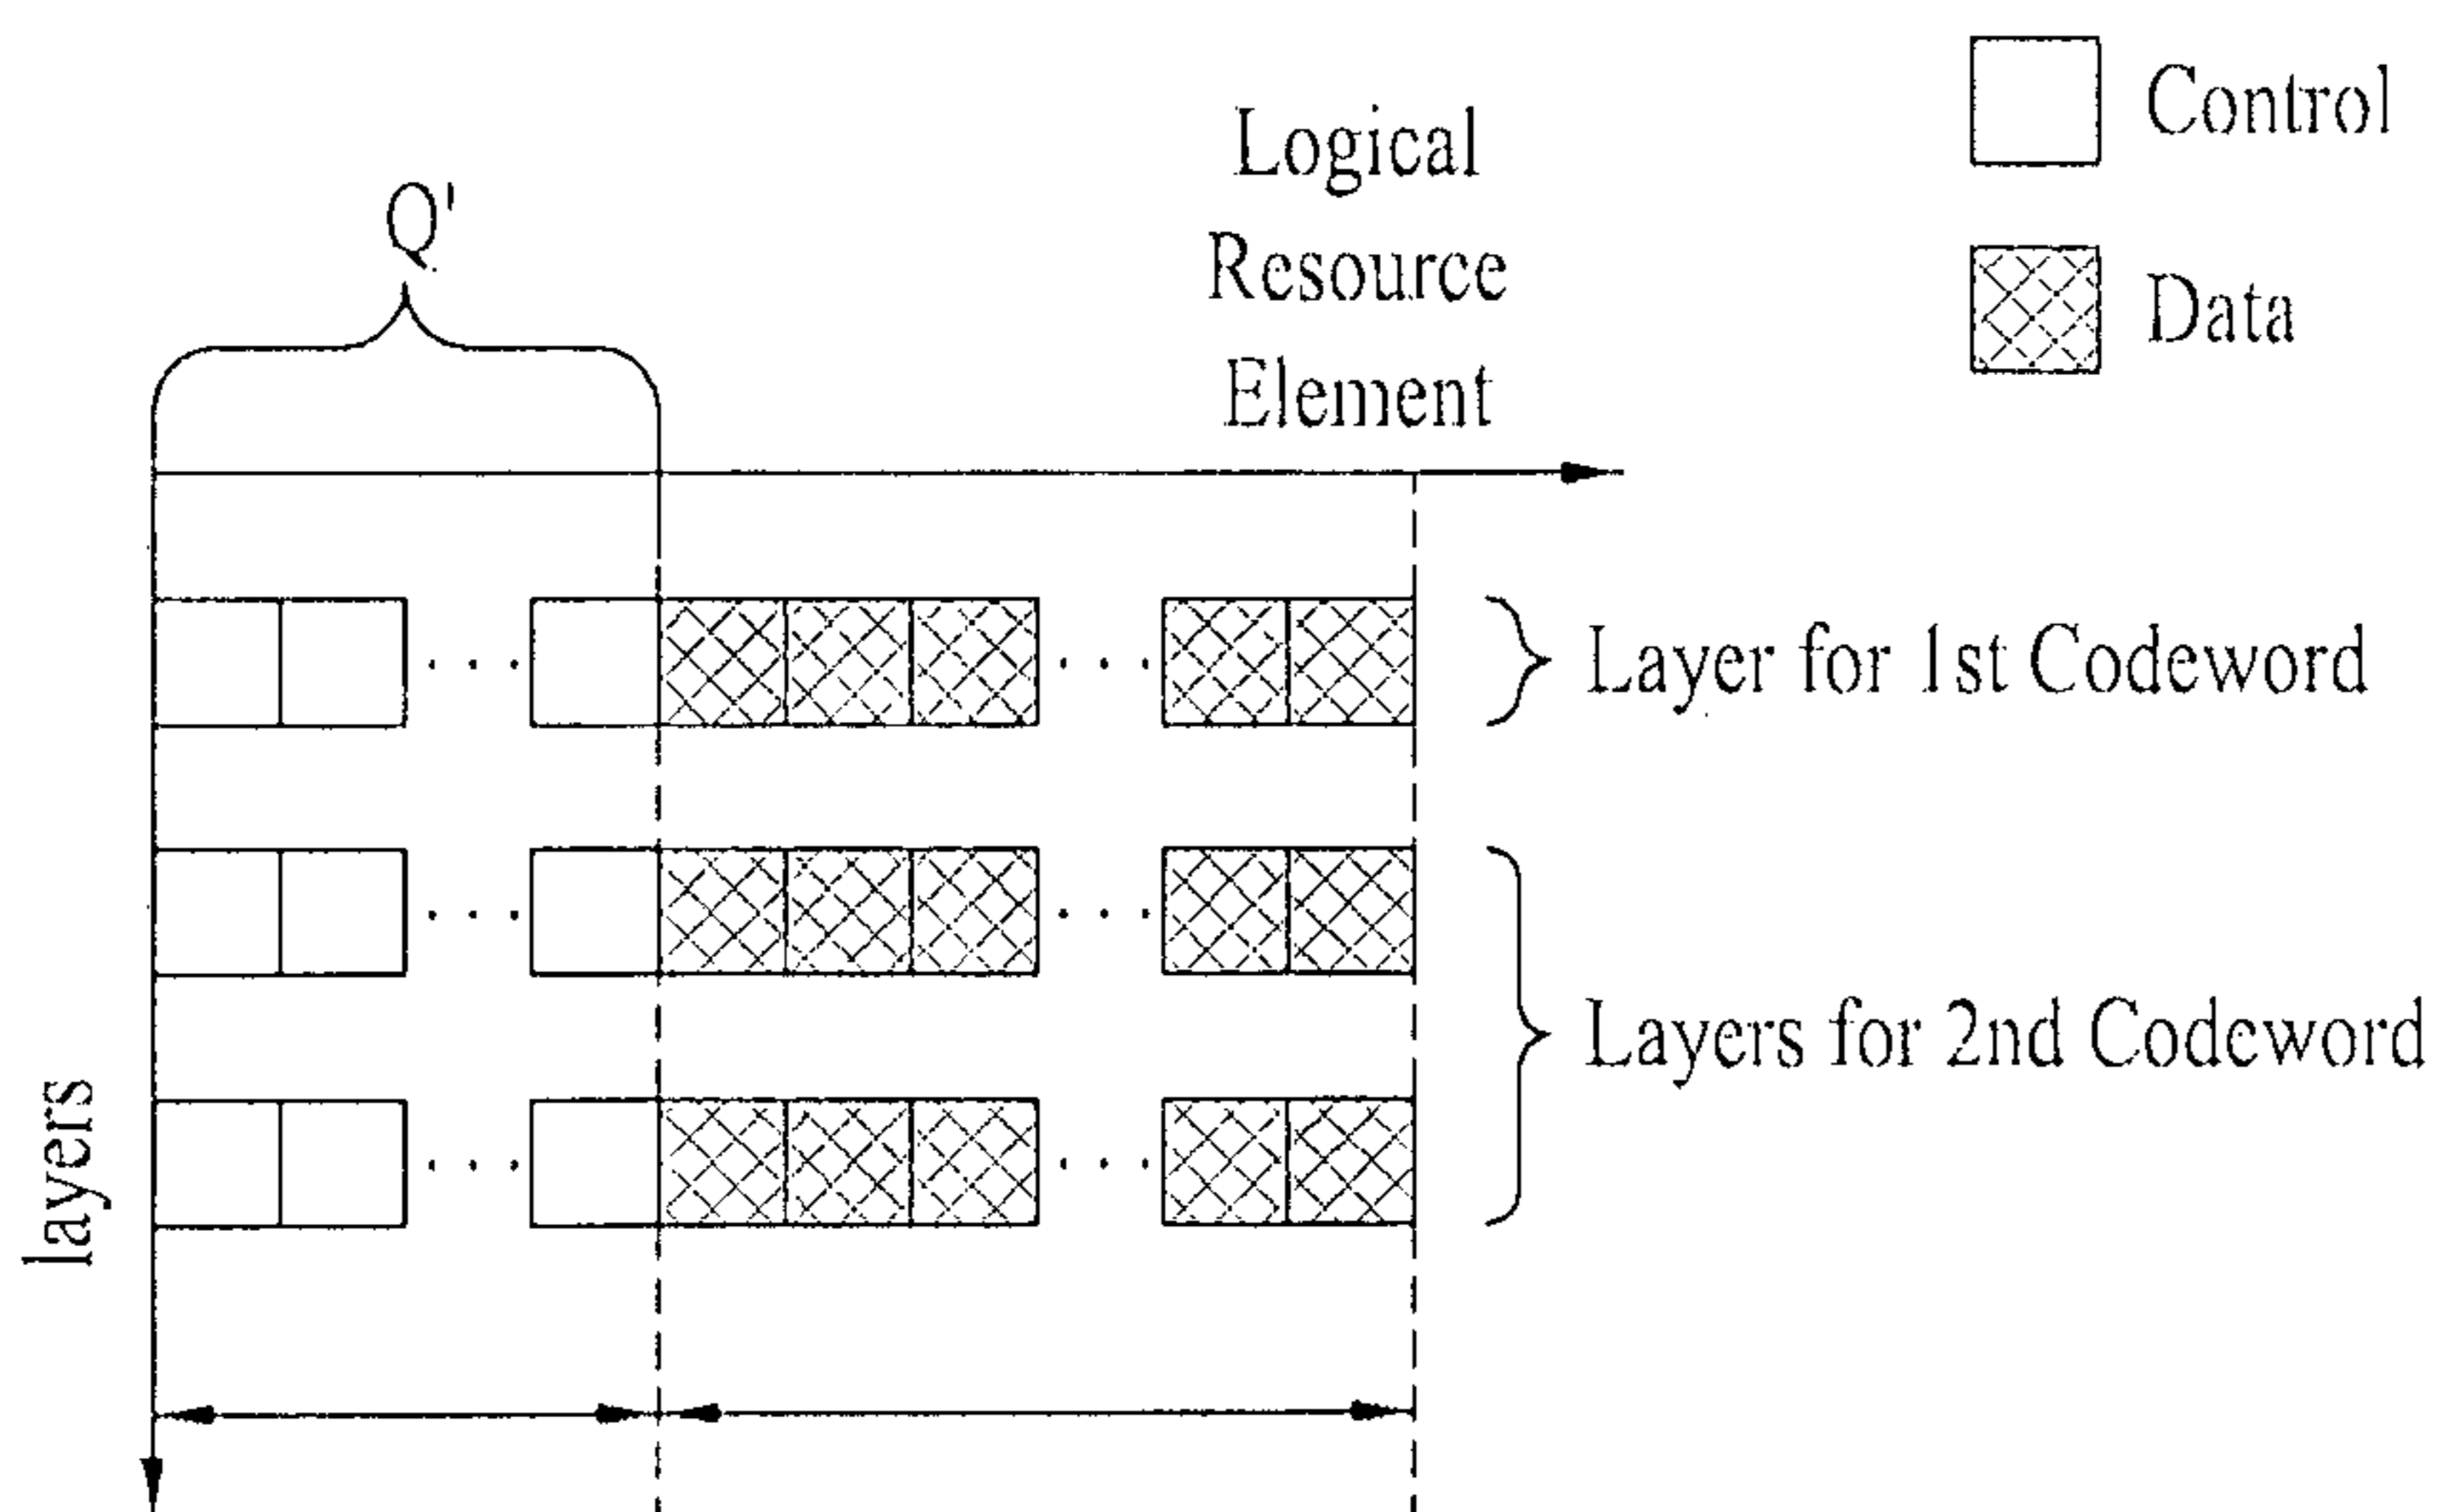 Control
Logical
Resource
Element
Data
Q'
Layer for 1st Codeword
Layers for 2nd Codeword
layers